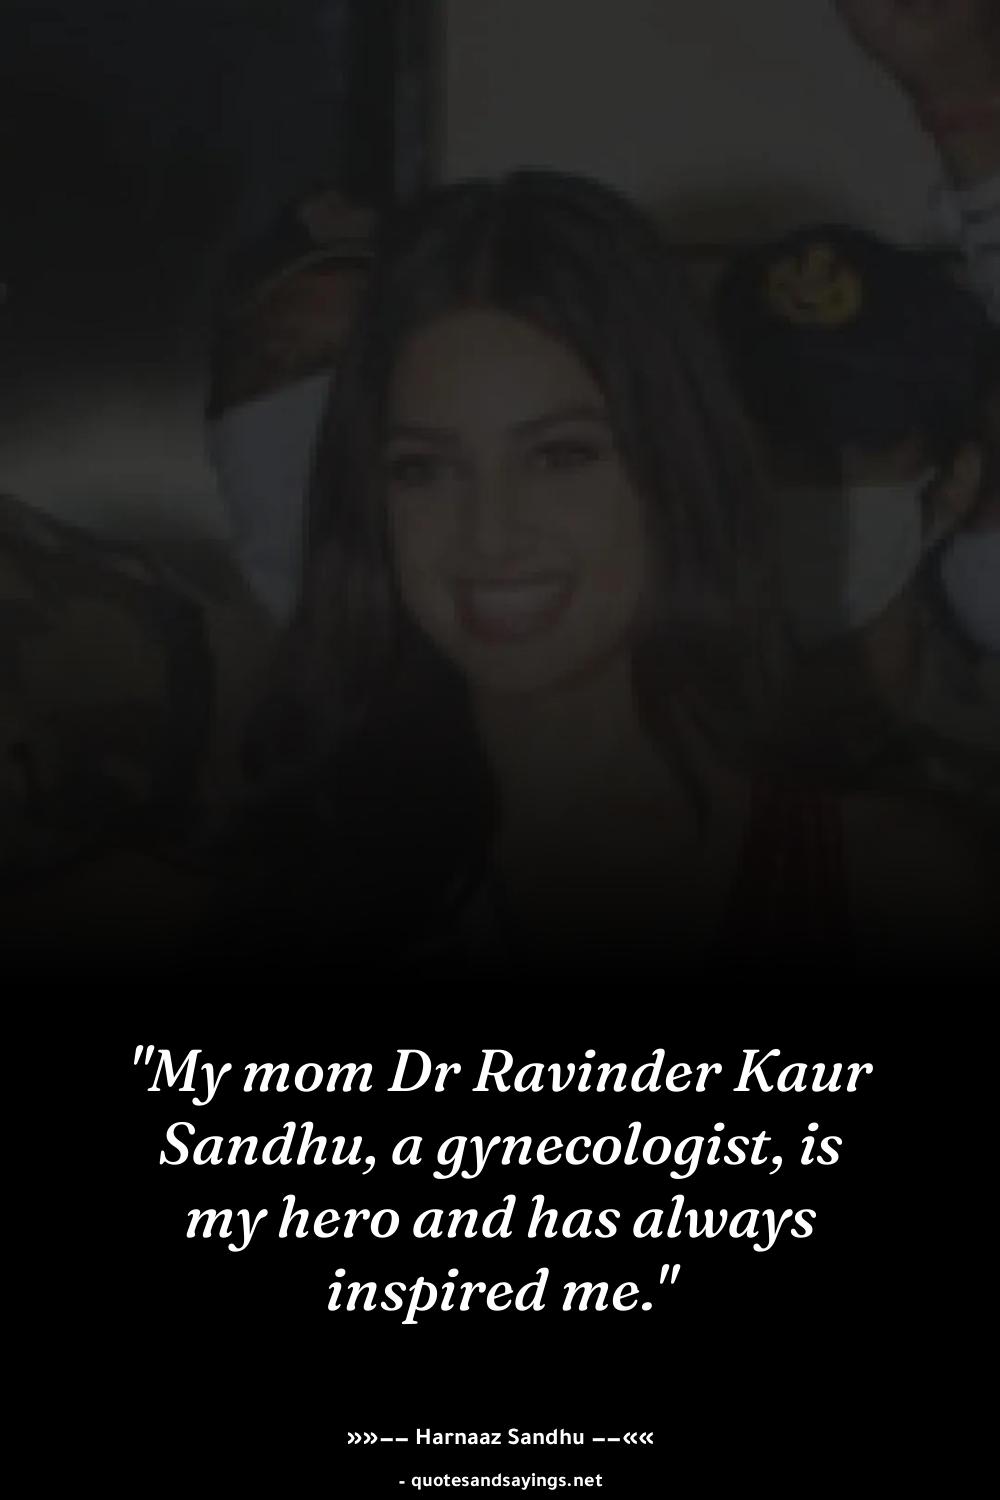 "My mom Dr Ravinder Kaur
Sandhu, a gynecologist, is
my hero and has always
inspired me."
»»−− Harnaaz Sandhu −−««
- quotesandsayings.net